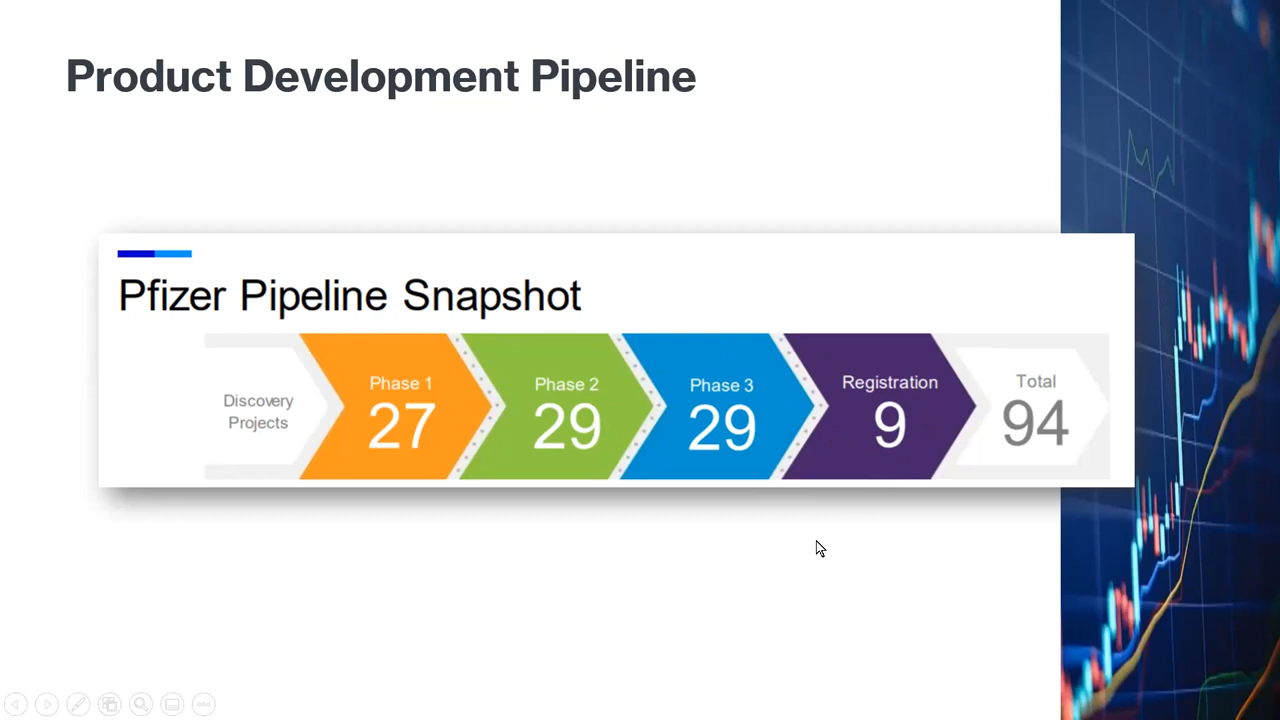 Product Development Pipeline
Pfizer Pipeline Snapshot
Discovery
Projects
Phase 1
27
Phase 2
29
Phase 3
29
Registration
9
Total
94